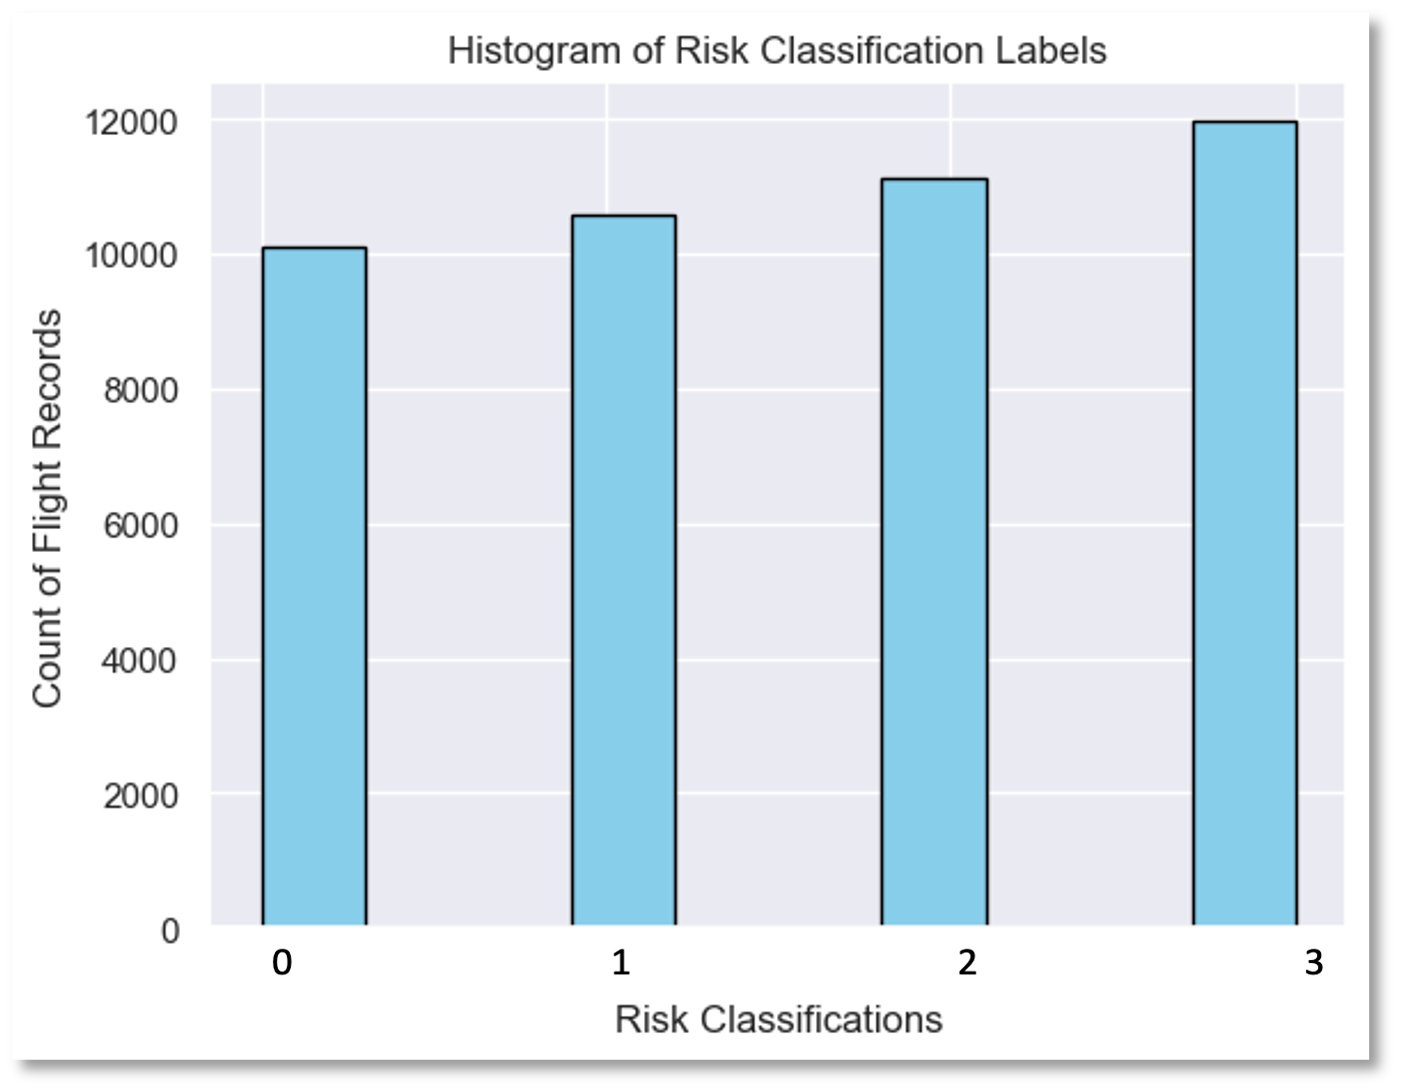 Histogram of Risk Classification Labels
12000
10000
8000
6000
4000
2000
0
Count of Flight Records
0 1 2 3
Risk Classifications